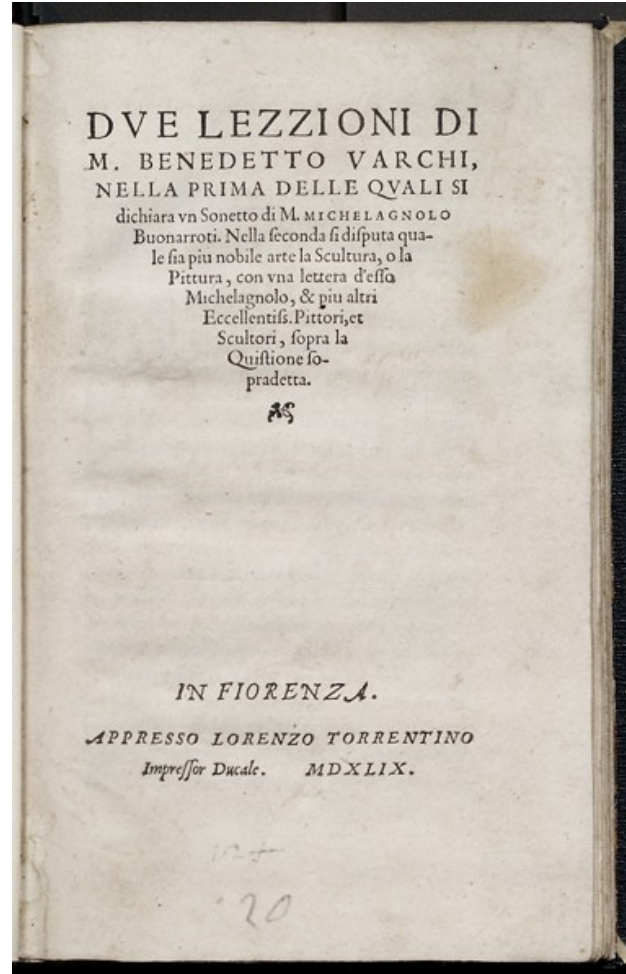 DVE LEZZIONI DI
M. BENEDETTO VARCHI,
NELLA PRIMA DELLE QVALI SI
dichiara vn Sonetto di M. MICHELAGNOLO
Buonarroti. Nella ſeconda ſi diſputa qua-
le ſia piu nobile arte la Scultura, o la
Pittura, con vna lettera d'eſſo
Michelagnolo, & piu altri
Eccellentiſs. Pittori, et
Scultori, ſopra la
Quiſtione ſo-
pradetta.
IN FIORENZA.
APPRESSO LORENZO TORRENTINO
Impreſſor Ducale. MDXLIX.
20